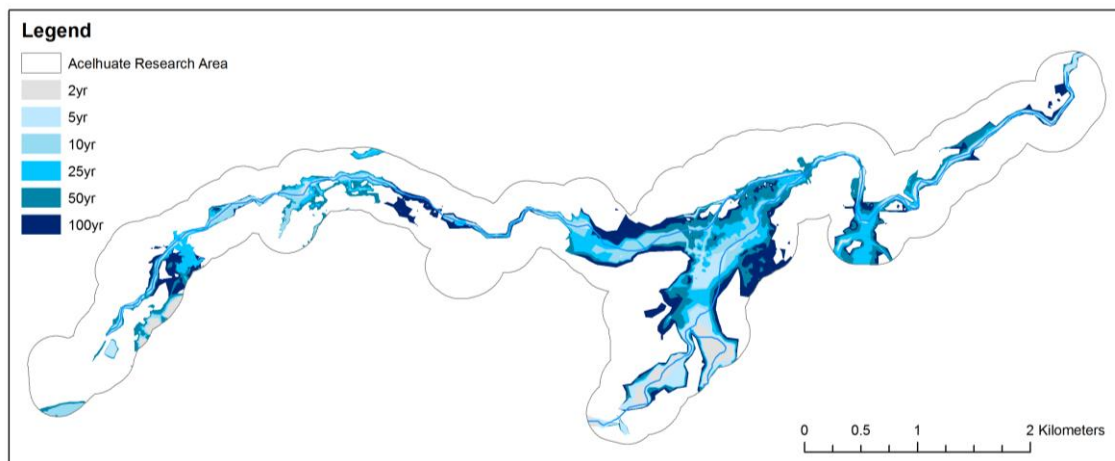 Legend
Acelhuate Research Area
2yr
5yr
10yr
25yr
50yr
100yr
0 0.5 1 2 Kilometers